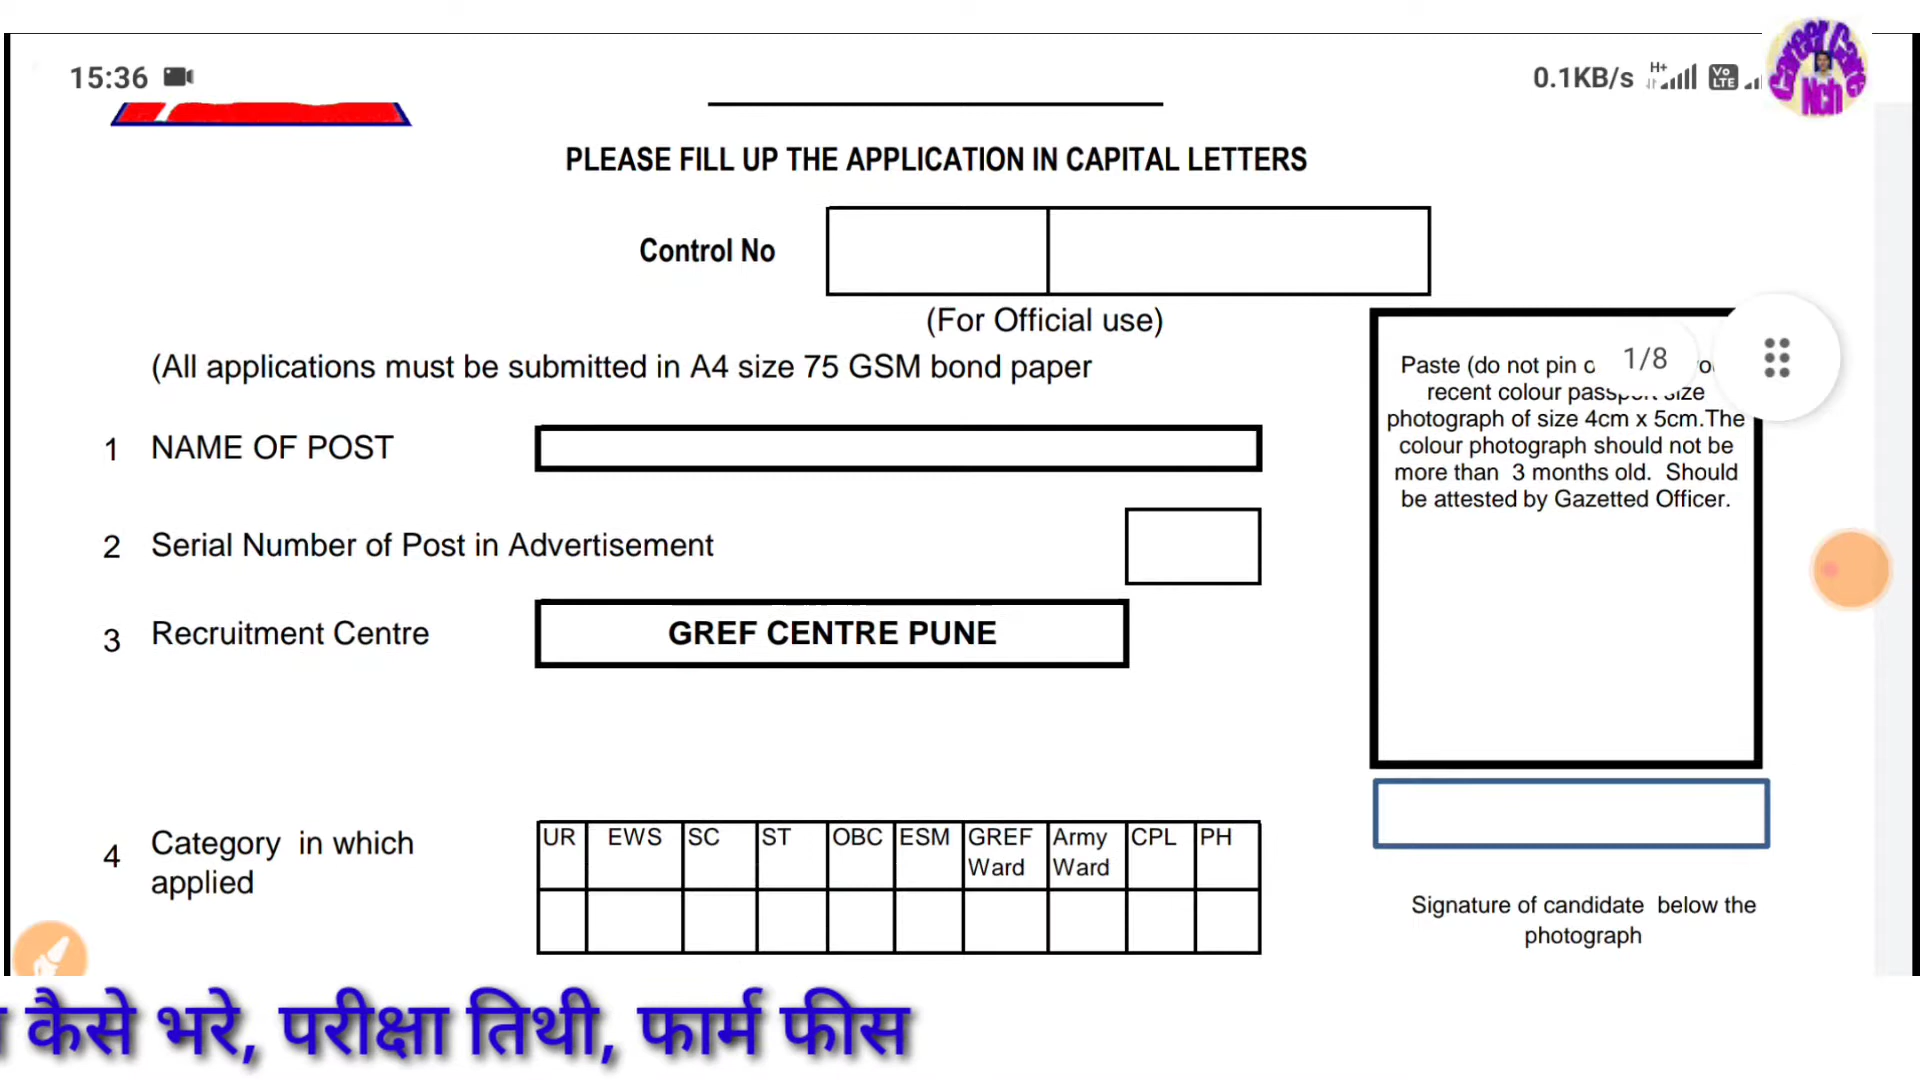 15:36
0.1KB/s H+ Vo LTE
Career Nch
PLEASE FILL UP THE APPLICATION IN CAPITAL LETTERS
Control No
(For Official use)
(All applications must be submitted in A4 size 75 GSM bond paper
1/8
Paste (do not pin
recent colour size
photograph of size 4cm x 5cm.The
colour photograph should not be
more than 3 months old. Should
be attested by Gazetted Officer.
1 NAME OF POST
2 Serial Number of Post in Advertisement
3 Recruitment Centre GREF CENTRE PUNE
4 Category in which
applied
UR EWS SC ST OBC ESM GREF Ward Army Ward CPL PH
Signature of candidate below the
photograph
कैसे भरे, परीक्षा तिथी, फार्म फीस